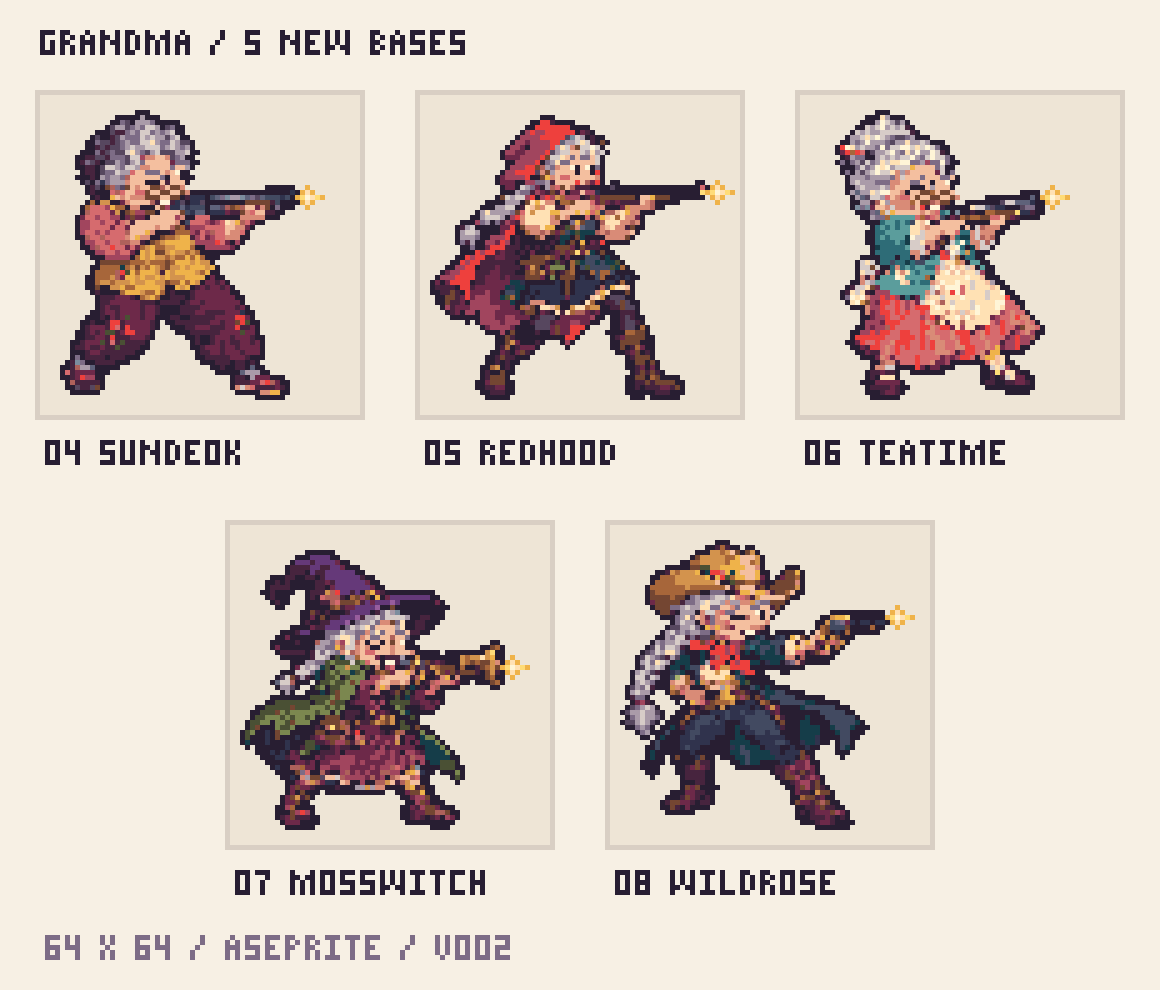 GRANDMA / 5 NEW BASES
04 SUNDEOK
05 REDHOOD
06 TEATIME
07 MOSSWITCH
08 WILDROSE
64 X 64 / ASEPRITE / V002